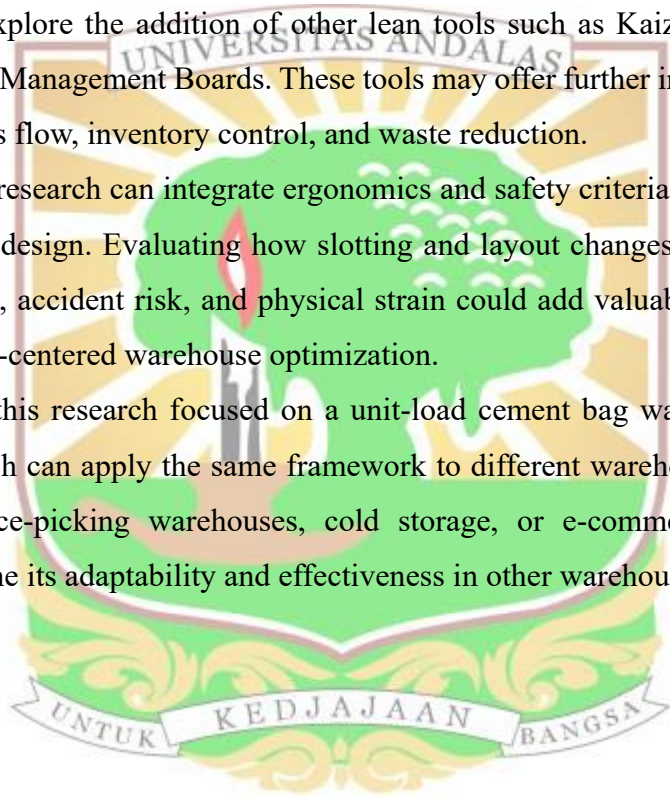 xplore the addition of other lean tools such as Kaiz
UNIVERSITAS ANDALAS
Management Boards. These tools may offer further i
s flow, inventory control, and waste reduction.
research can integrate ergonomics and safety criteria
design. Evaluating how slotting and layout changes
, accident risk, and physical strain could add valuab
-centered warehouse optimization.
this research focused on a unit-load cement bag wa
h can apply the same framework to different wareho
ce-picking warehouses, cold storage, or e-comme
ne its adaptability and effectiveness in other warehou
UNTUK KEDJAJAAN BANGSA